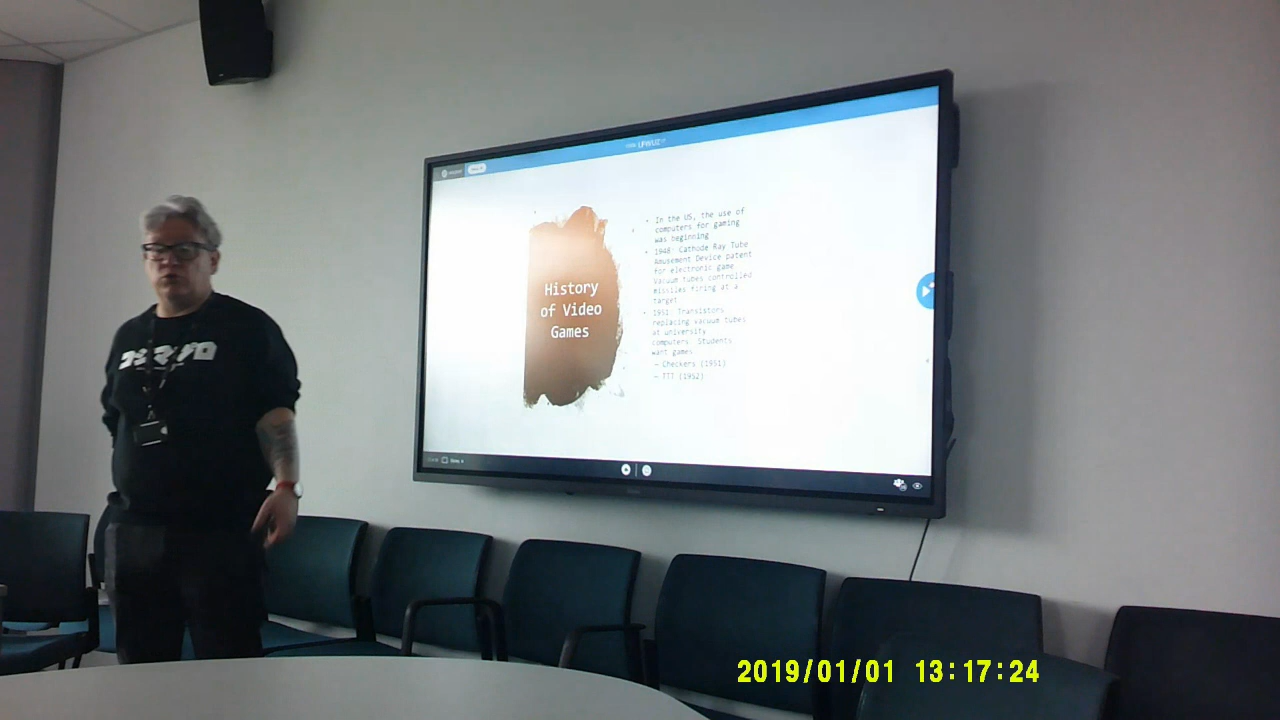 History
of Video
Games
In the US, the use of
computers for gaming
was beginning
1948: Cathode Ray Tube
Amusement Device patent
for electronic game
Vacuum tubes controlled
missiles firing at a
target
1951: Transistors
replacing vacuum tubes
at university
computers. Students
want games
– Checkers (1951)
– TTT (1952)
2019/01/01 13:17:24